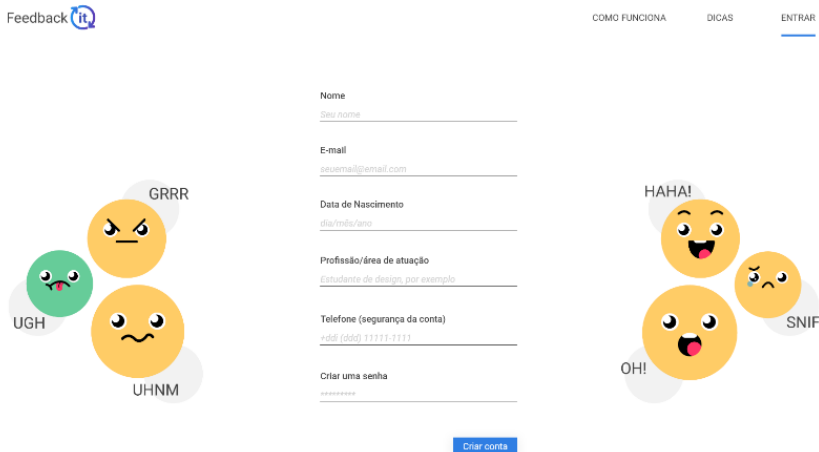 Feedback it
COMO FUNCIONA
DICAS
ENTRAR
Nome
Seu nome
E-mail
seuemail@email.com
Data de Nascimento
dia/mês/ano
Profissão/área de atuação
Estudante de design, por exemplo
Telefone (segurança da conta)
+ddi (ddd) 11111-1111
Criar uma senha
*********
Criar conta
GRRR
UGH
UHNM
HAHA!
SNIF
OH!